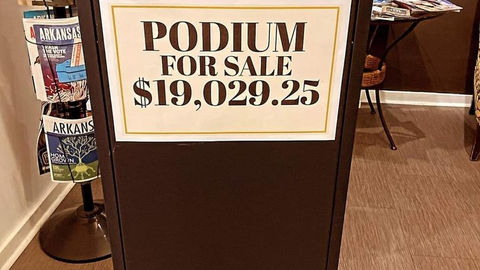 PODIUM
FOR SALE
$19,029.25
ARKANSAS
ARKANSAS